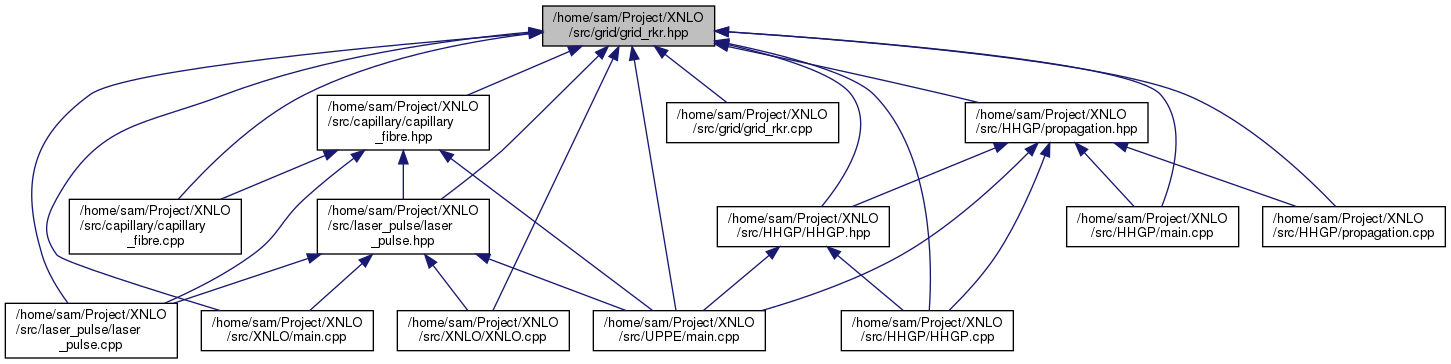 /home/sam/Project/XNLO
/src/grid/grid_rkr.hpp
/home/sam/Project/XNLO
/src/capillary/capillary
_fibre.hpp
/home/sam/Project/XNLO
/src/grid/grid_rkr.cpp
/home/sam/Project/XNLO
/src/HHGP/propagation.hpp
/home/sam/Project/XNLO
/src/capillary/capillary
_fibre.cpp
/home/sam/Project/XNLO
/src/laser_pulse/laser
_pulse.hpp
/home/sam/Project/XNLO
/src/HHGP/HHGP.hpp
/home/sam/Project/XNLO
/src/HHGP/main.cpp
/home/sam/Project/XNLO
/src/HHGP/propagation.cpp
/home/sam/Project/XNLO
/src/laser_pulse/laser
_pulse.cpp
/home/sam/Project/XNLO
/src/XNLO/main.cpp
/home/sam/Project/XNLO
/src/XNLO/XNLO.cpp
/home/sam/Project/XNLO
/src/UPPE/main.cpp
/home/sam/Project/XNLO
/src/HHGP/HHGP.cpp